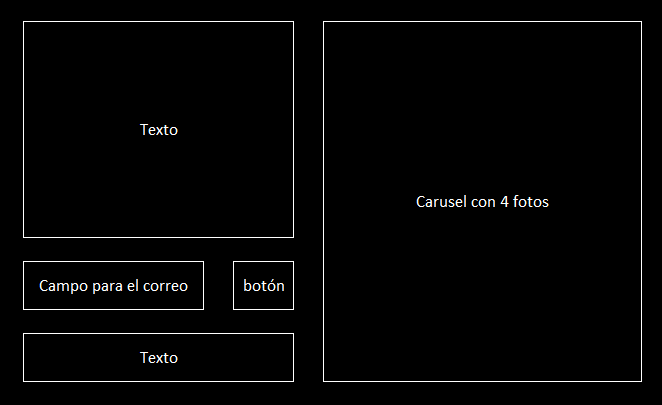 Texto
Carusel con 4 fotos
Campo para el correo
botón
Texto